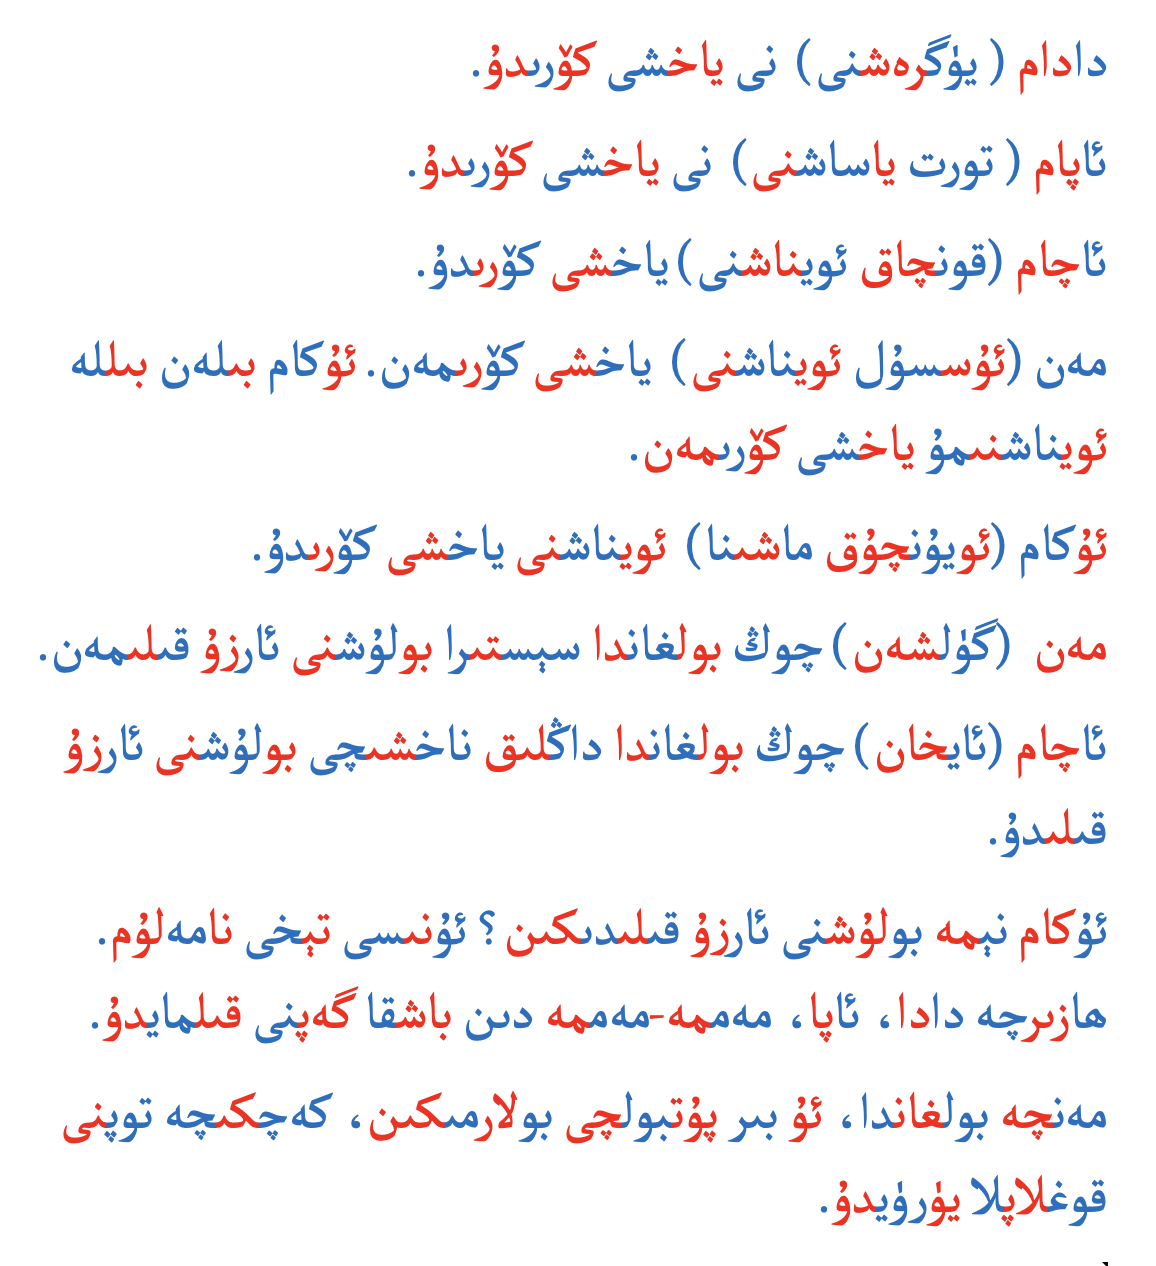 دادام ( يۈگرەشنى) نى ياخشى كۆرىدۇ.
ئاپام ( تورت ياساشنى) نى ياخشى كۆرىدۇ.
ئاچام (قونچاق ئويناشنى)ياخشى كۆرىدۇ.
مەن (ئۇسسۇل ئويناشنى) ياخشى كۆرىمەن.ئۇكام بىلەن بىللە
ئويناشنىمۇ ياخشى كۆرىمەن.
ئۇكام (ئويۇنچۇق ماشىنا) ئويناشنى ياخشى كۆرىدۇ.
مەن (گۈلشەن)چوڭ بولغاندا سېستىرا بولۇشنى ئارزۇ قىلىمەن.
ئاچام (ئايخان)چوڭ بولغاندا داڭلىق ناخشىچى بولۇشنى ئارزۇ
قىلىدۇ.
ئۇكام نېمە بولۇشنى ئارزۇ قىلىدىكىن؟ ئۇنىسى تېخى نامەلۇم.
ھازىرچە دادا، ئاپا، مەممە-مەممە دىن باشقا گەپنى قىلمايدۇ.
مەنچە بولغاندا، ئۇ بىر پۇتبولچى بولارمىكىن، كەچكىچە توپنى
قوغلاپلا يۈرۈيدۇ.